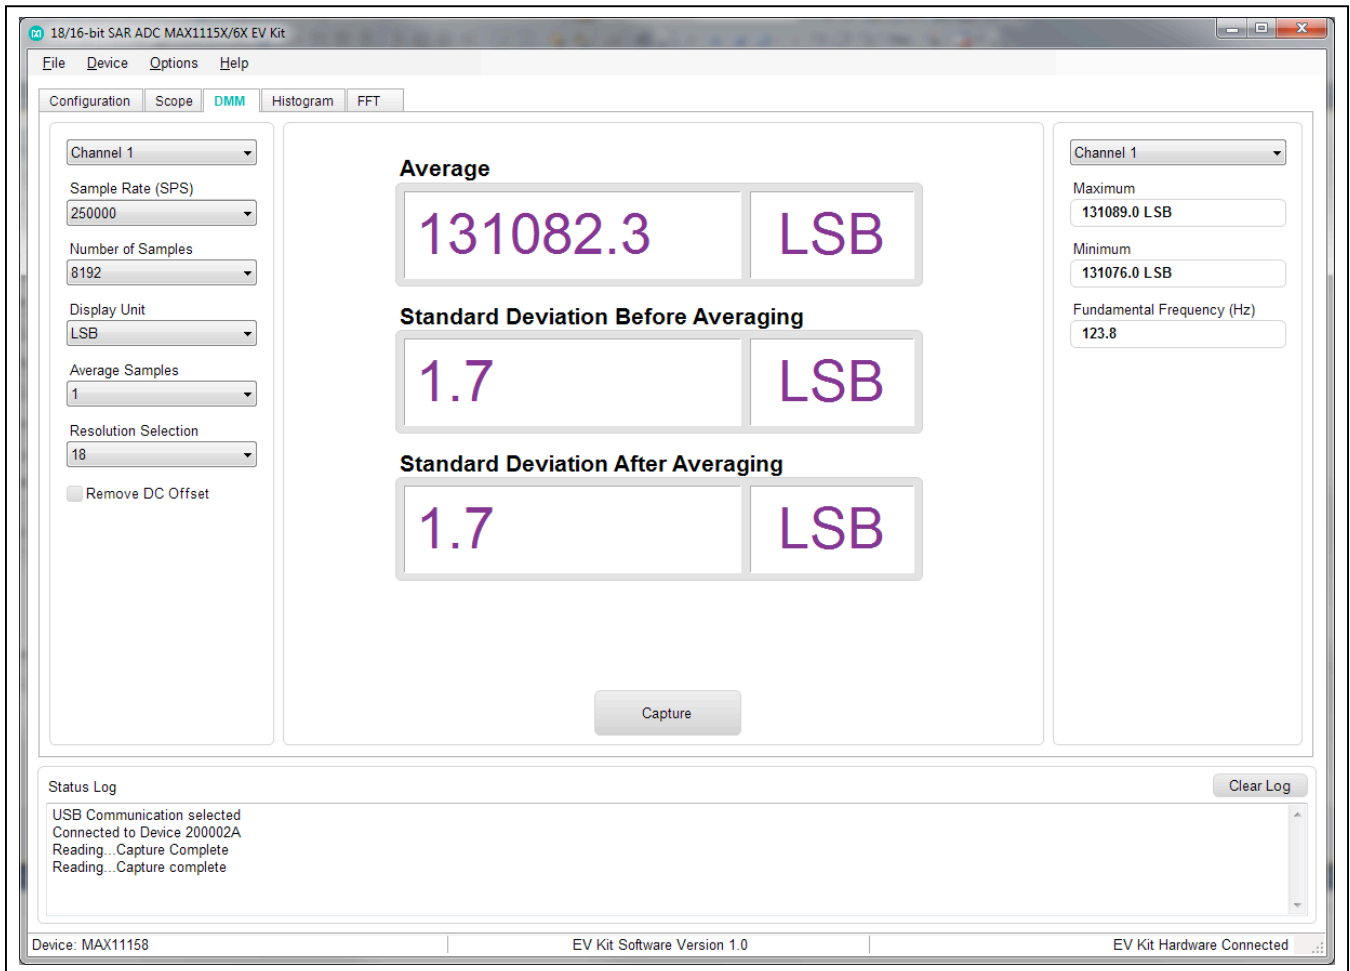 18/16-bit SAR ADC MAX1115X/6X EV Kit
File Device Options Help
Configuration Scope DMM Histogram FFT
Channel 1
Sample Rate (SPS)
250000
Number of Samples
8192
Display Unit
LSB
Average Samples
1
Resolution Selection
18
Remove DC Offset
Average
131082.3 LSB
Standard Deviation Before Averaging
1.7 LSB
Standard Deviation After Averaging
1.7 LSB
Capture
Channel 1
Maximum
131089.0 LSB
Minimum
131076.0 LSB
Fundamental Frequency (Hz)
123.8
Status Log
Clear Log
USB Communication selected
Connected to Device 200002A
Reading...Capture Complete
Reading...Capture complete
Device: MAX11158 EV Kit Software Version 1.0 EV Kit Hardware Connected